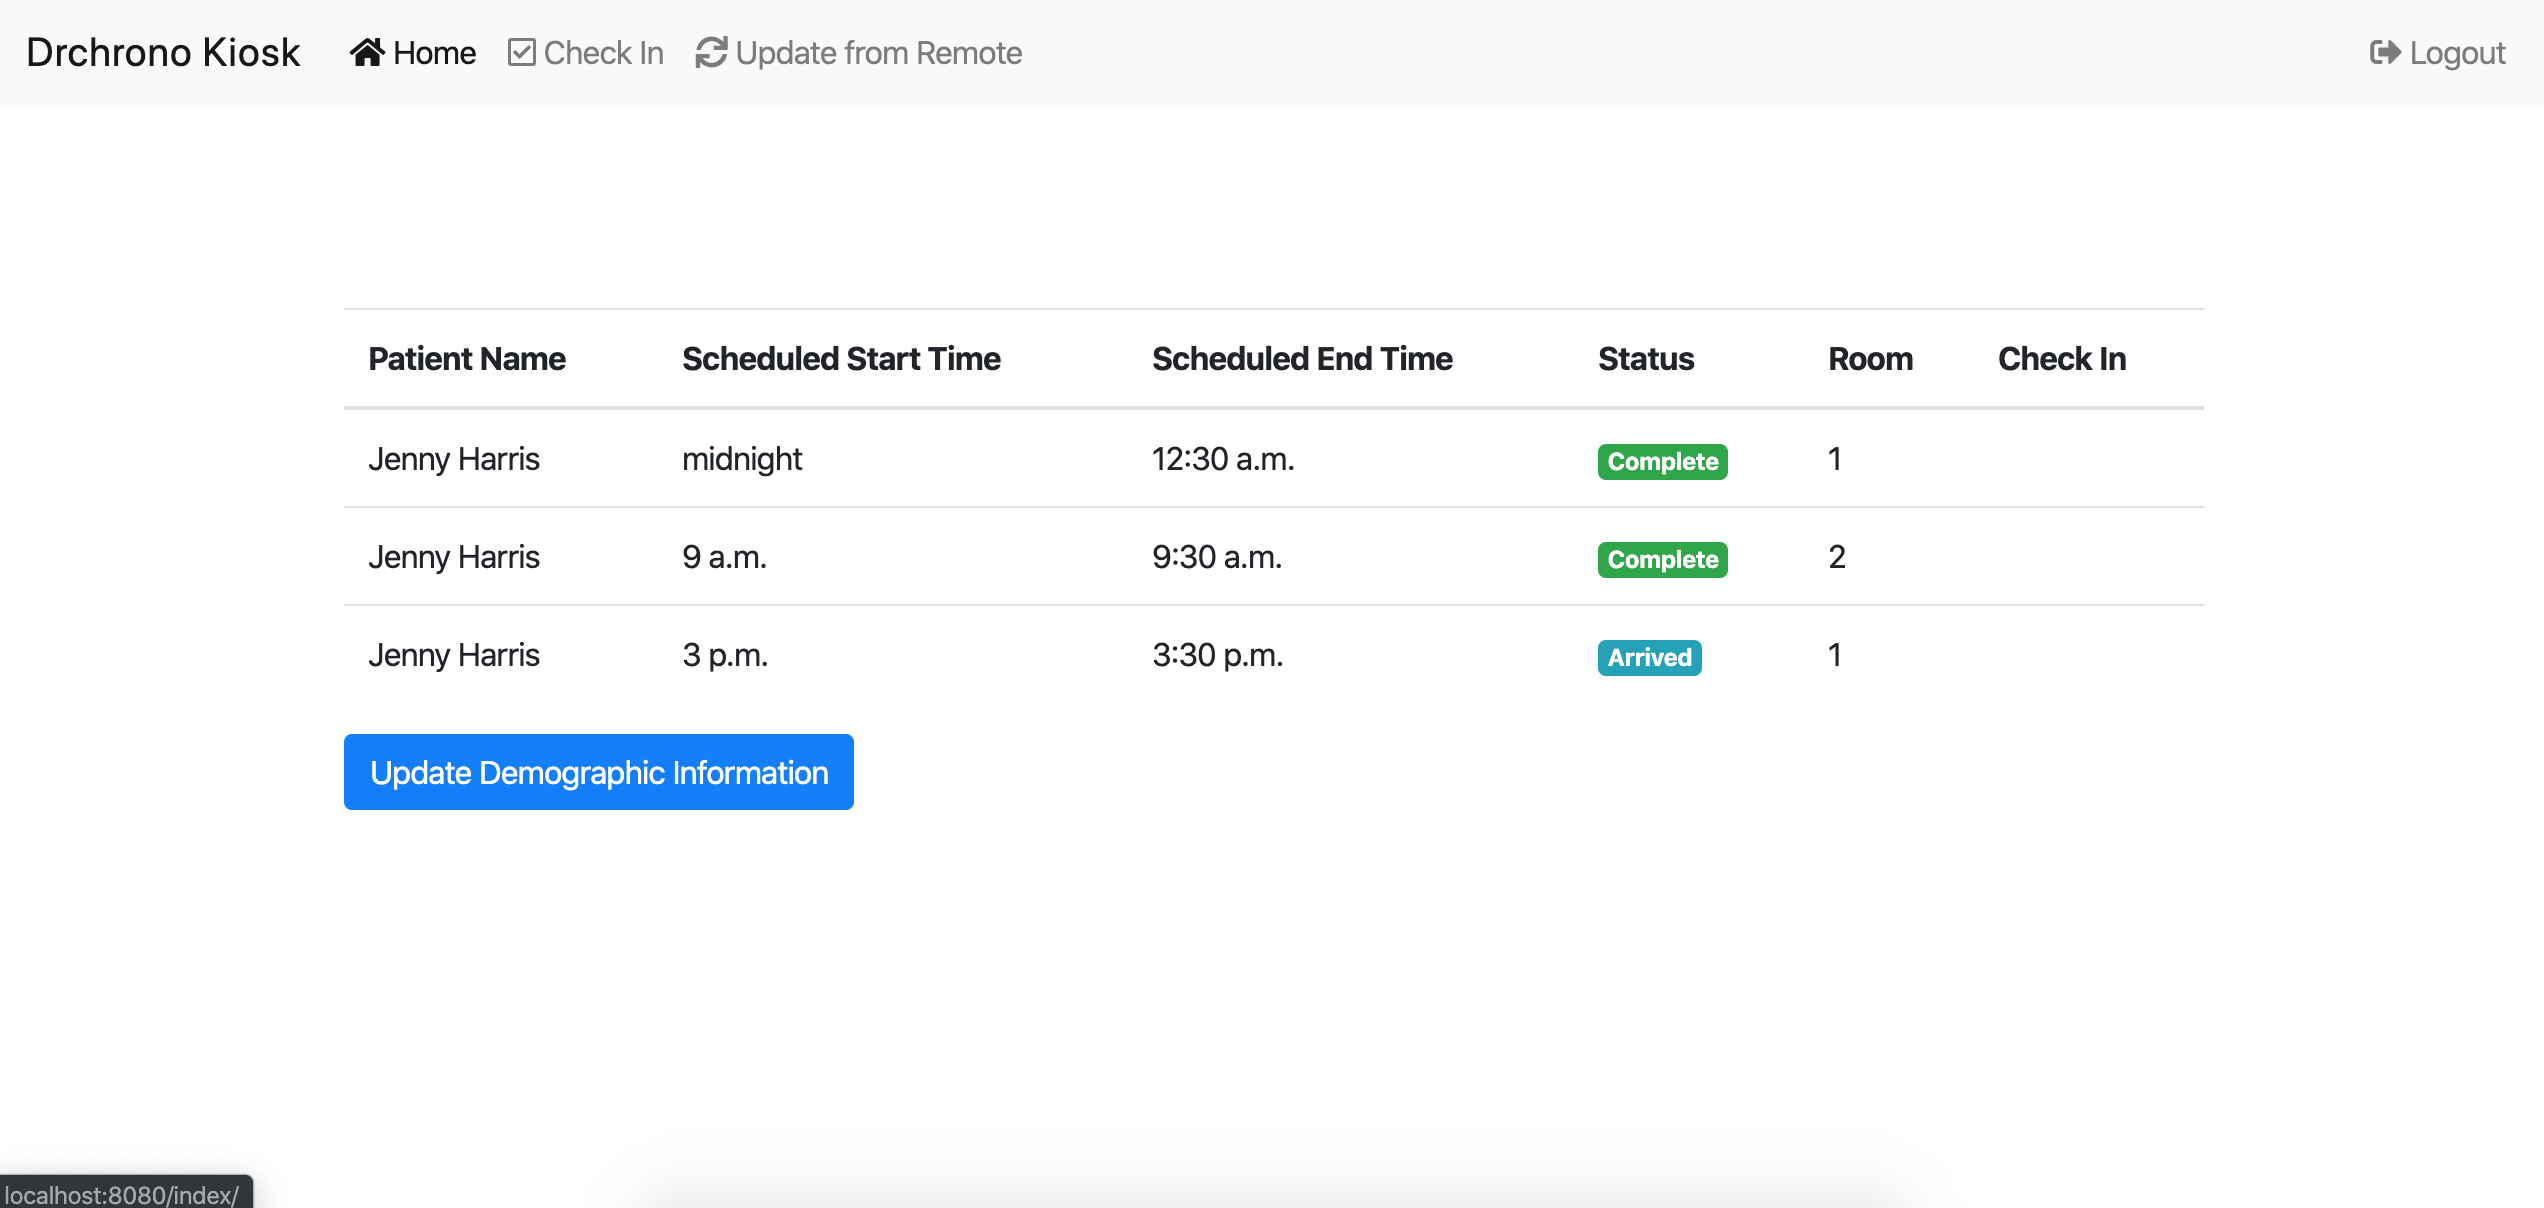 Drchrono Kiosk Home Check In Update from Remote Logout
Patient Name Scheduled Start Time Scheduled End Time Status Room Check In
Jenny Harris midnight 12:30 a.m. Complete 1
Jenny Harris 9 a.m. 9:30 a.m. Complete 2
Jenny Harris 3 p.m. 3:30 p.m. Arrived 1
Update Demographic Information
localhost:8080/index/